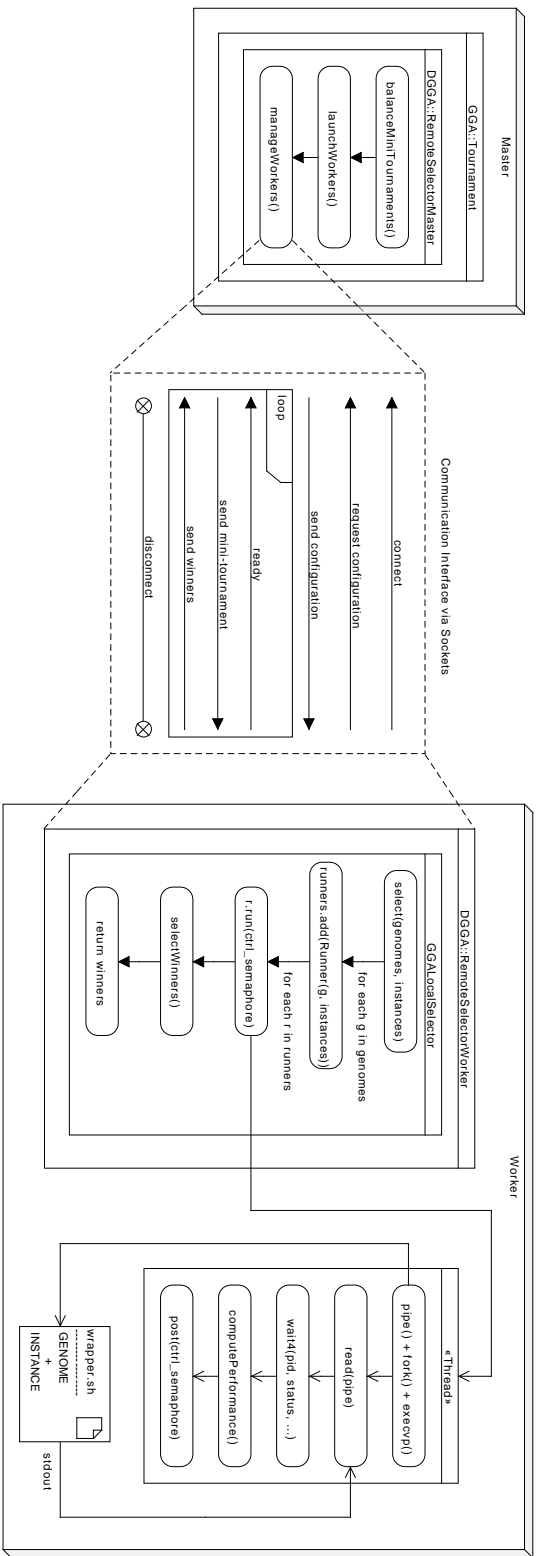 Master
GGA::Tournament
DGGA::RemoteSelectorMaster
balanceMiniTournaments()
launchWorkers()
manageWorkers()
Communication Interface via Sockets
connect
request configuration
send configuration
loop
ready
send mini-tournament
send winners
disconnect
Worker
DGGA::RemoteSelectorWorker
GGALocalSelector
select(genomes, instances)
for each g in genomes
runners.add(Runner(g, instances))
for each r in runners
r.run(ctrl_semaphore)
selectWinners()
return winners
«Thread»
pipe() + fork() + execvp()
read(pipe)
wait4(pid, status, ...)
computePerformance()
post(ctrl_semaphore)
wrapper.sh
GENOME
+
INSTANCE
stdout